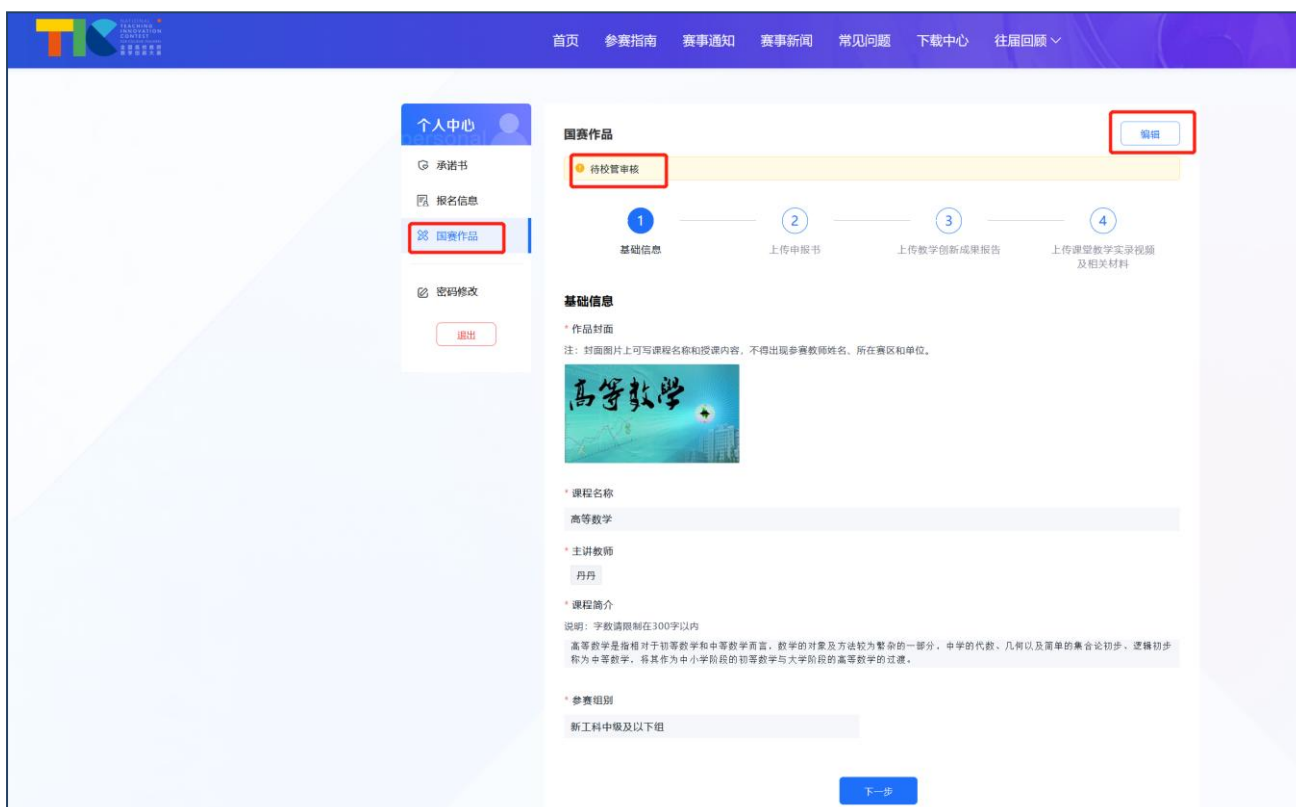 TIC
NATIONAL
TEACHING
INNOVATION
CONTEST
首页 参赛指南 赛事通知 赛事新闻 常见问题 下载中心 往届回顾
个人中心
personal
承诺书
报名信息
国赛作品
密码修改
退出
国赛作品
编辑
待校管审核
1 2 3 4
基础信息 上传申报书 上传教学创新成果报告 上传课堂教学实录视频
及相关材料
基础信息
* 作品封面
注：封面图片上可写课程名称和授课内容，不得出现参赛教师姓名、所在赛区和单位。
高等数學
* 课程名称
高等数学
* 主讲教师
丹丹
* 课程简介
说明：字数请限制在300字以内
高等数学是指相对于初等数学和中等数学而言，数学的对象及方法较为繁杂的一部分，中学的代数、几何以及简单的集合论初步、逻辑初步
称为中等数学，将其作为中小学阶段的初等数学与大学阶段的高等数学的过渡。
* 参赛组别
新工科中级及以下组
下一步